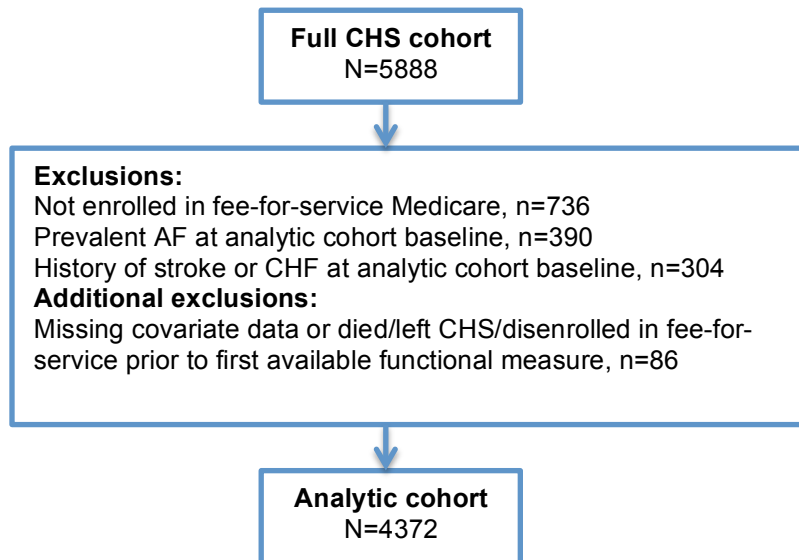 Full CHS cohort
N=5888
Exclusions:
Not enrolled in fee-for-service Medicare, n=736
Prevalent AF at analytic cohort baseline, n=390
History of stroke or CHF at analytic cohort baseline, n=304
Additional exclusions:
Missing covariate data or died/left CHS/disenrolled in fee-for-
service prior to first available functional measure, n=86
Analytic cohort
N=4372